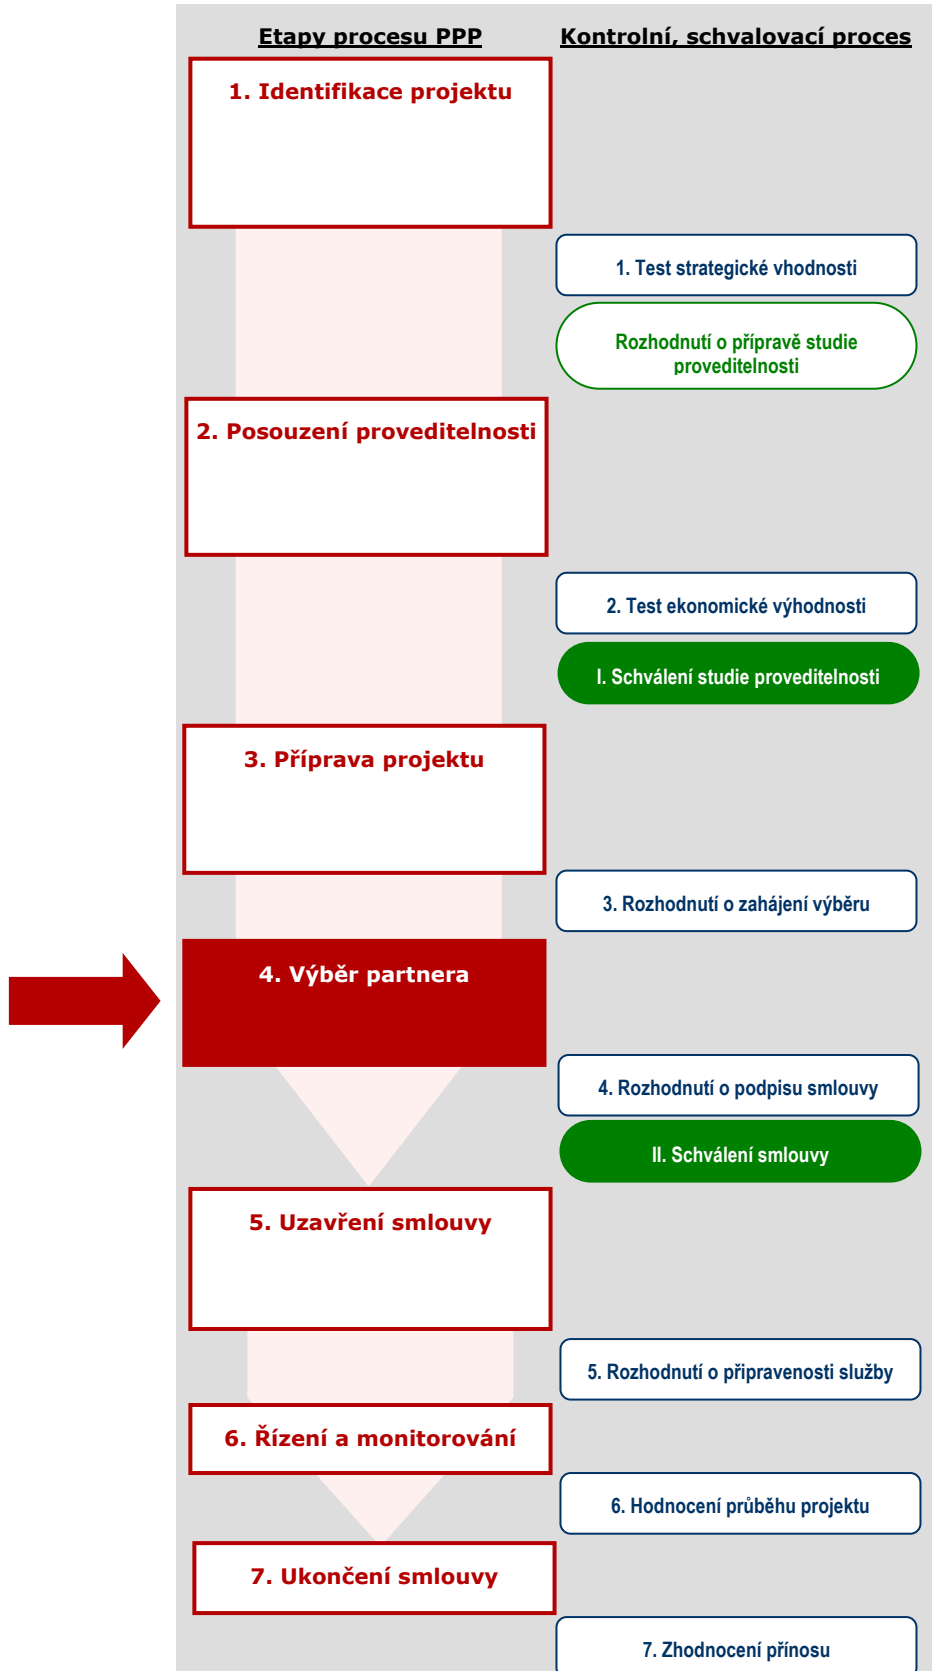 Etapy procesu PPP
Kontrolní, schvalovací proces
1. Identifikace projektu
1. Test strategické vhodnosti
Rozhodnutí o přípravě studie
proveditelnosti
2. Posouzení proveditelnosti
2. Test ekonomické výhodnosti
I. Schválení studie proveditelnosti
3. Příprava projektu
3. Rozhodnutí o zahájení výběru
4. Výběr partnera
4. Rozhodnutí o podpisu smlouvy
II. Schválení smlouvy
5. Uzavření smlouvy
5. Rozhodnutí o připravenosti služby
6. Řízení a monitorování
6. Hodnocení průběhu projektu
7. Ukončení smlouvy
7. Zhodnocení přínosu